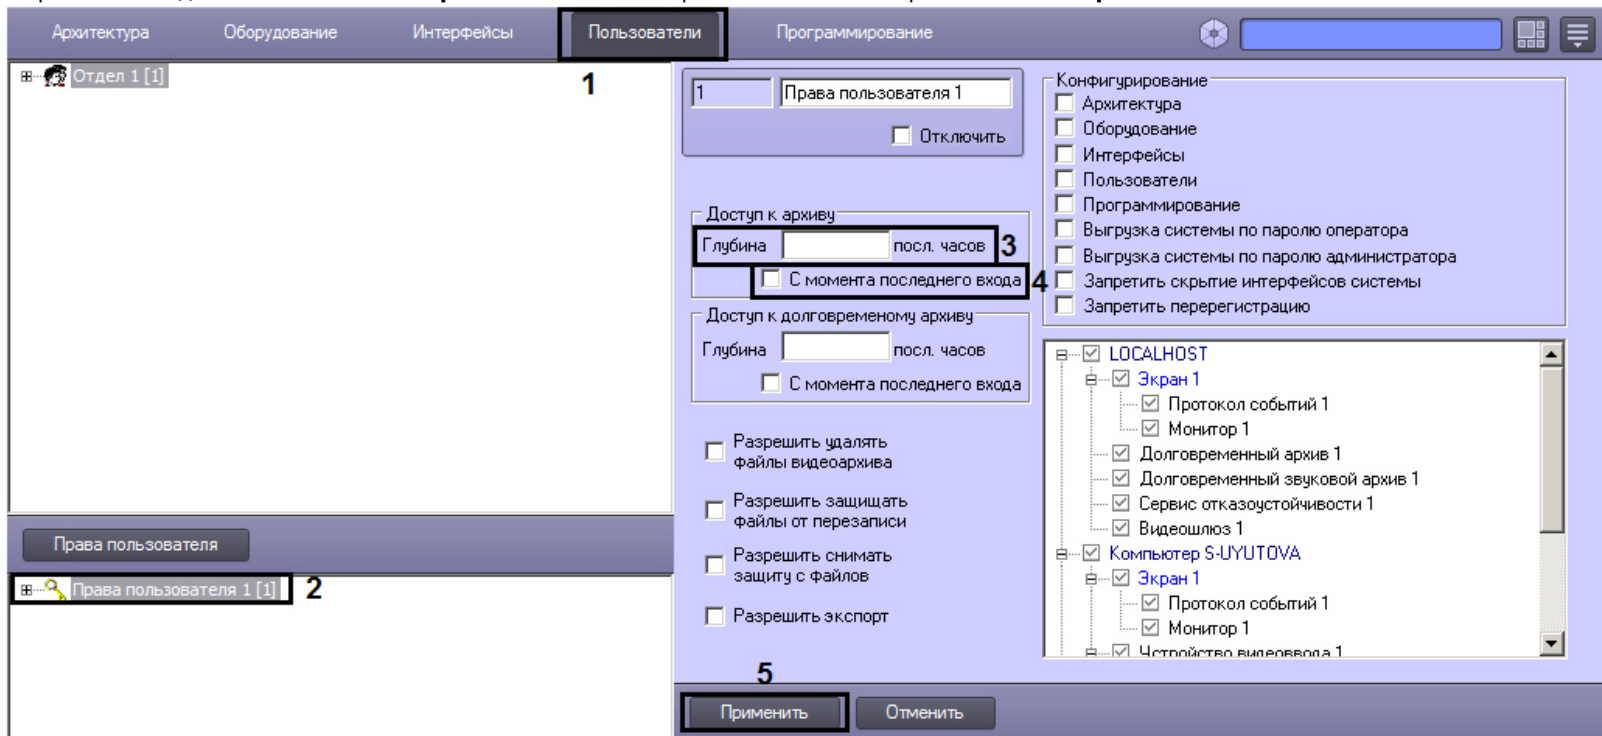 Архитектура Оборудование Интерфейсы Пользователи Программирование
1
Отдел 1 [1]
Права пользователя
Права пользователя 1 [1] 2
1 Права пользователя 1
Отключить
Доступ к архиву
Глубина посл. часов 3
С момента последнего входа 4
Доступ к долговременому архиву
Глубина посл. часов
С момента последнего входа
Разрешить удалять
файлы видеоархива
Разрешить защищать
файлы от перезаписи
Разрешить снимать
защиту с файлов
Разрешить экспорт
Конфигурирование
Архитектура
Оборудование
Интерфейсы
Пользователи
Программирование
Выгрузка системы по паролю оператора
Выгрузка системы по паролю администратора
Запретить скрытие интерфейсов системы
Запретить перерегистрацию
LOCALHOST
Экран 1
Протокол событий 1
Монитор 1
Долговременный архив 1
Долговременный звуковой архив 1
Сервис отказоустойчивости 1
Видеошлюз 1
Компьютер S-UYUTOVA
Экран 1
Протокол событий 1
Монитор 1
Устройство видеоввода 1
5
Применить Отменить